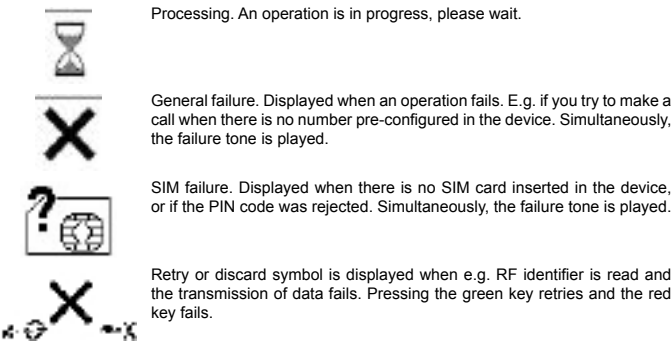 Processing. An operation is in progress, please wait.
General failure. Displayed when an operation fails. E.g. if you try to make a
call when there is no number pre-configured in the device. Simultaneously,
the failure tone is played.
SIM failure. Displayed when there is no SIM card inserted in the device,
or if the PIN code was rejected. Simultaneously, the failure tone is played.
Retry or discard symbol is displayed when e.g. RF identifier is read and
the transmission of data fails. Pressing the green key retries and the red
key fails.